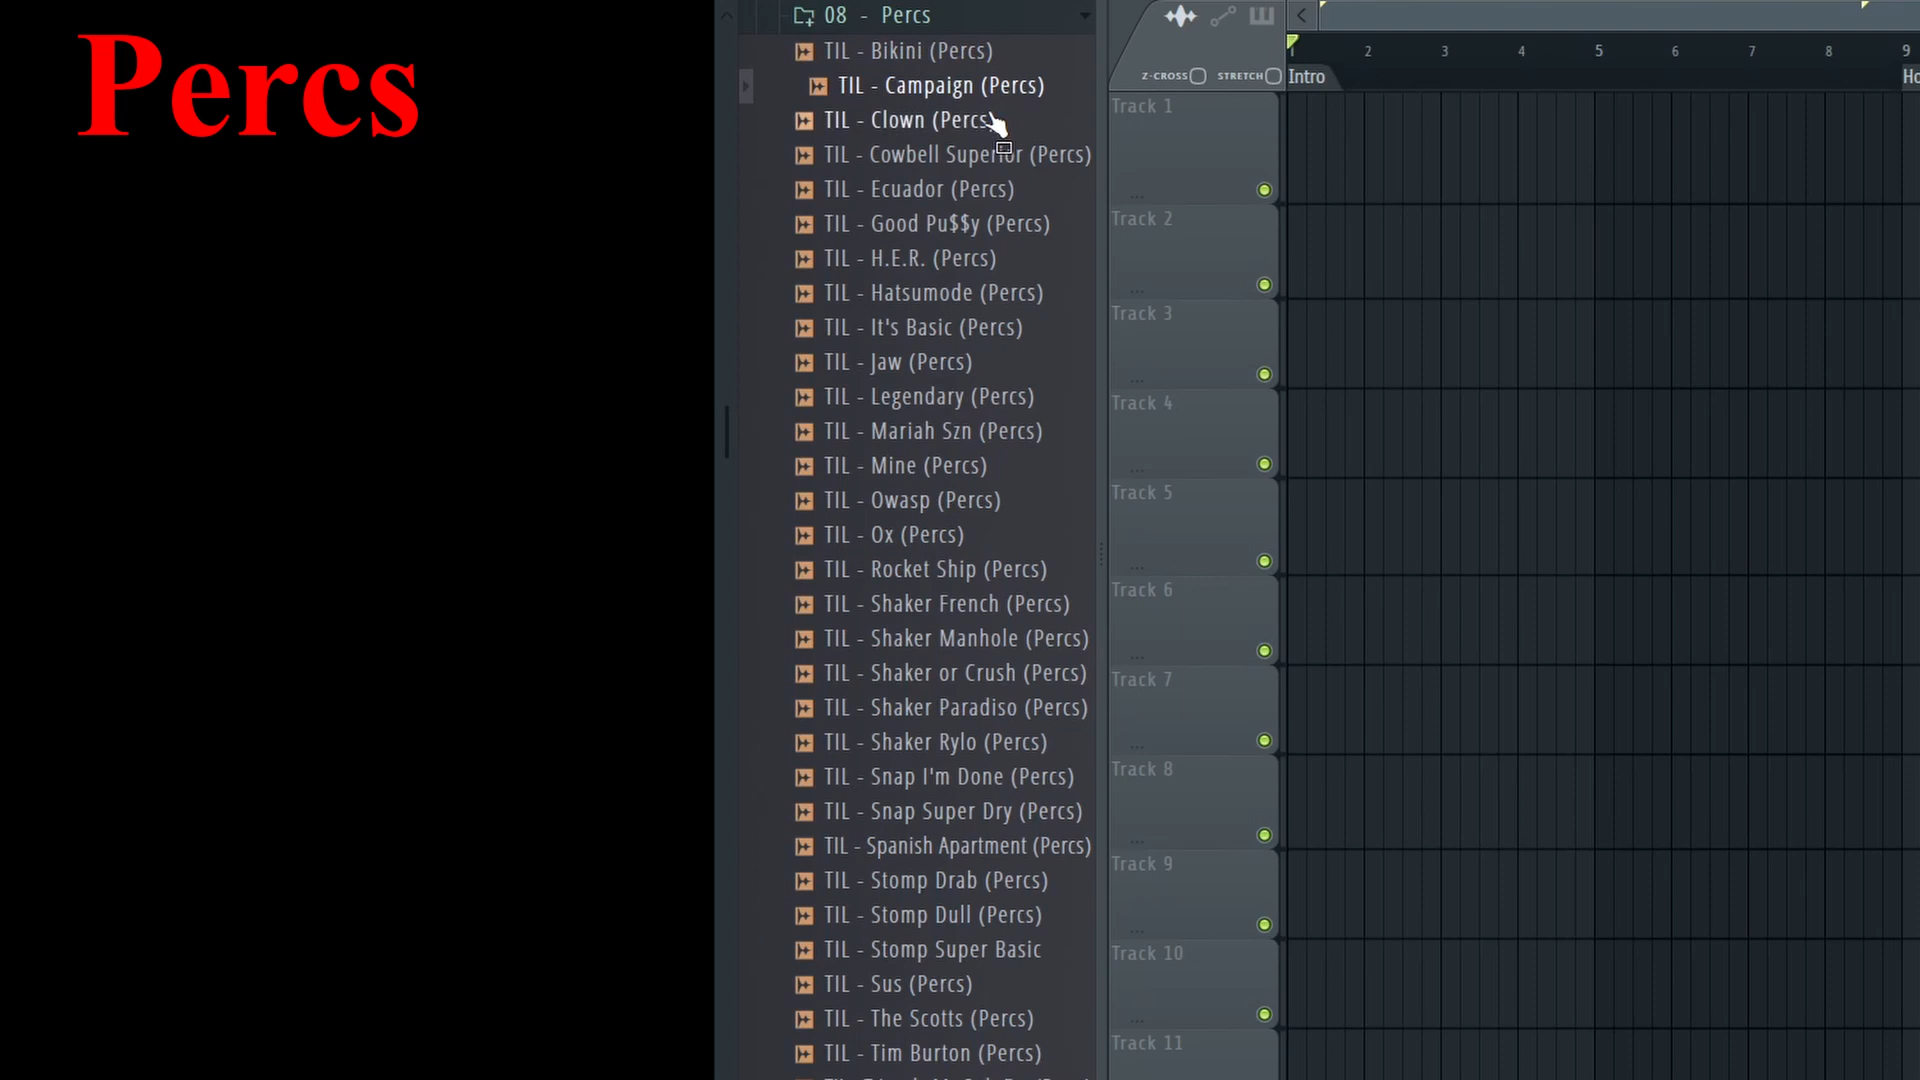 Percs
08 - Percs
TIL - Bikini (Percs)
TIL - Campaign (Percs)
TIL - Clown (Percs)
TIL - Cowbell Superior (Percs)
TIL - Ecuador (Percs)
TIL - Good Pu$$y (Percs)
TIL - H.E.R. (Percs)
TIL - Hatsumode (Percs)
TIL - It's Basic (Percs)
TIL - Jaw (Percs)
TIL - Legendary (Percs)
TIL - Mariah Szn (Percs)
TIL - Mine (Percs)
TIL - Owasp (Percs)
TIL - Ox (Percs)
TIL - Rocket Ship (Percs)
TIL - Shaker French (Percs)
TIL - Shaker Manhole (Percs)
TIL - Shaker or Crush (Percs)
TIL - Shaker Paradiso (Percs)
TIL - Shaker Rylo (Percs)
TIL - Snap I'm Done (Percs)
TIL - Snap Super Dry (Percs)
TIL - Spanish Apartment (Percs)
TIL - Stomp Drab (Percs)
TIL - Stomp Dull (Percs)
TIL - Stomp Super Basic
TIL - Sus (Percs)
TIL - The Scotts (Percs)
TIL - Tim Burton (Percs)
Z-CROSS STRETCH
1 2 3 4 5 6 7 8 9
Intro
Track 1
Track 2
Track 3
Track 4
Track 5
Track 6
Track 7
Track 8
Track 9
Track 10
Track 11